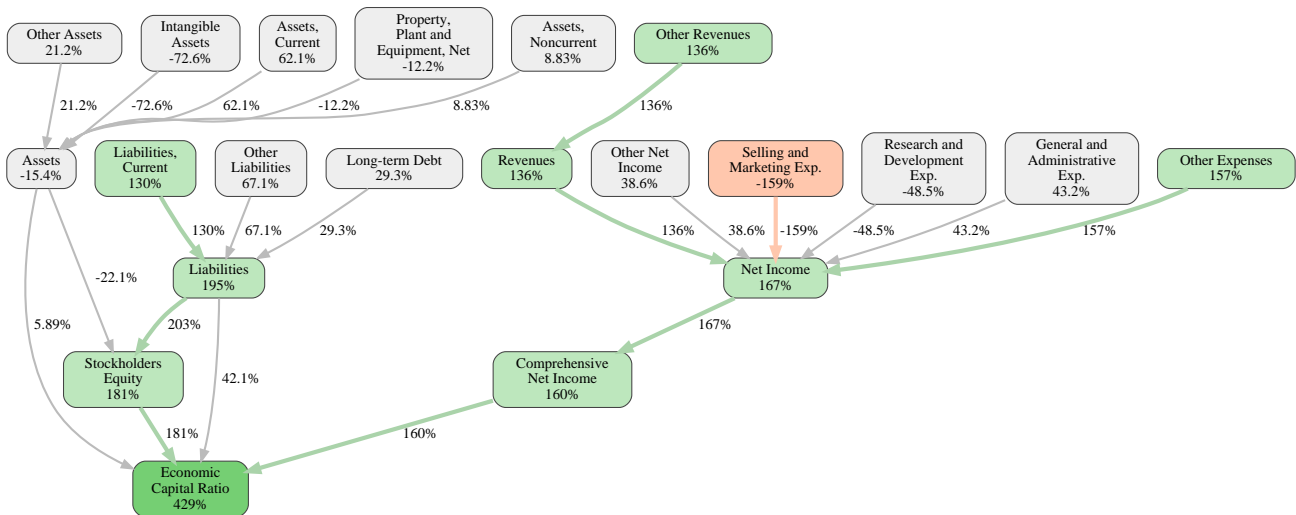 Other Assets
21.2%
Intangible
Assets
-72.6%
Assets,
Current
62.1%
Property,
Plant and
Equipment, Net
-12.2%
Assets,
Noncurrent
8.83%
Other Revenues
136%
21.2%
-72.6%
62.1%
-12.2%
8.83%
136%
Assets
-15.4%
Liabilities,
Current
130%
Other
Liabilities
67.1%
Long-term Debt
29.3%
Revenues
136%
Other Net
Income
38.6%
Selling and
Marketing Exp.
-159%
Research and
Development
Exp.
-48.5%
General and
Administrative
Exp.
43.2%
Other Expenses
157%
130%
67.1%
29.3%
136%
38.6%
-159%
-48.5%
43.2%
157%
-22.1%
Liabilities
195%
Net Income
167%
5.89%
203%
167%
Stockholders
Equity
181%
42.1%
Comprehensive
Net Income
160%
181%
160%
Economic
Capital Ratio
429%